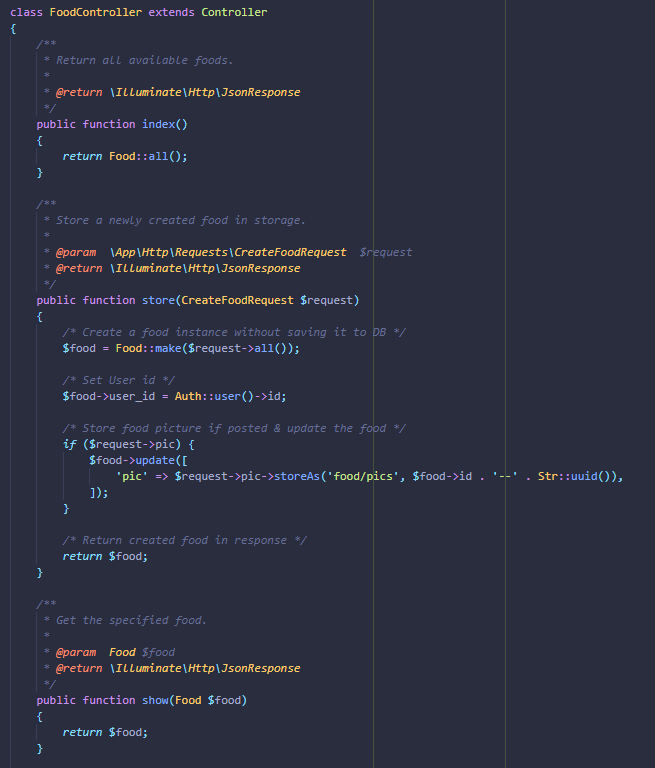 class FoodController extends Controller
{
    /**
     * Return all available foods.
     *
     * @return \Illuminate\Http\JsonResponse
     */
    public function index()
    {
        return Food::all();
    }

    /**
     * Store a newly created food in storage.
     *
     * @param  \App\Http\Requests\CreateFoodRequest  $request
     * @return \Illuminate\Http\JsonResponse
     */
    public function store(CreateFoodRequest $request)
    {
        /* Create a food instance without saving it to DB */
        $food = Food::make($request->all());

        /* Set User id */
        $food->user_id = Auth::user()->id;

        /* Store food picture if posted & update the food */
        if ($request->pic) {
            $food->update([
                'pic' => $request->pic->storeAs('food/pics', $food->id . '--' . Str::uuid()),
            ]);
        }

        /* Return created food in response */
        return $food;
    }

    /**
     * Get the specified food.
     *
     * @param  Food $food
     * @return \Illuminate\Http\JsonResponse
     */
    public function show(Food $food)
    {
        return $food;
    }